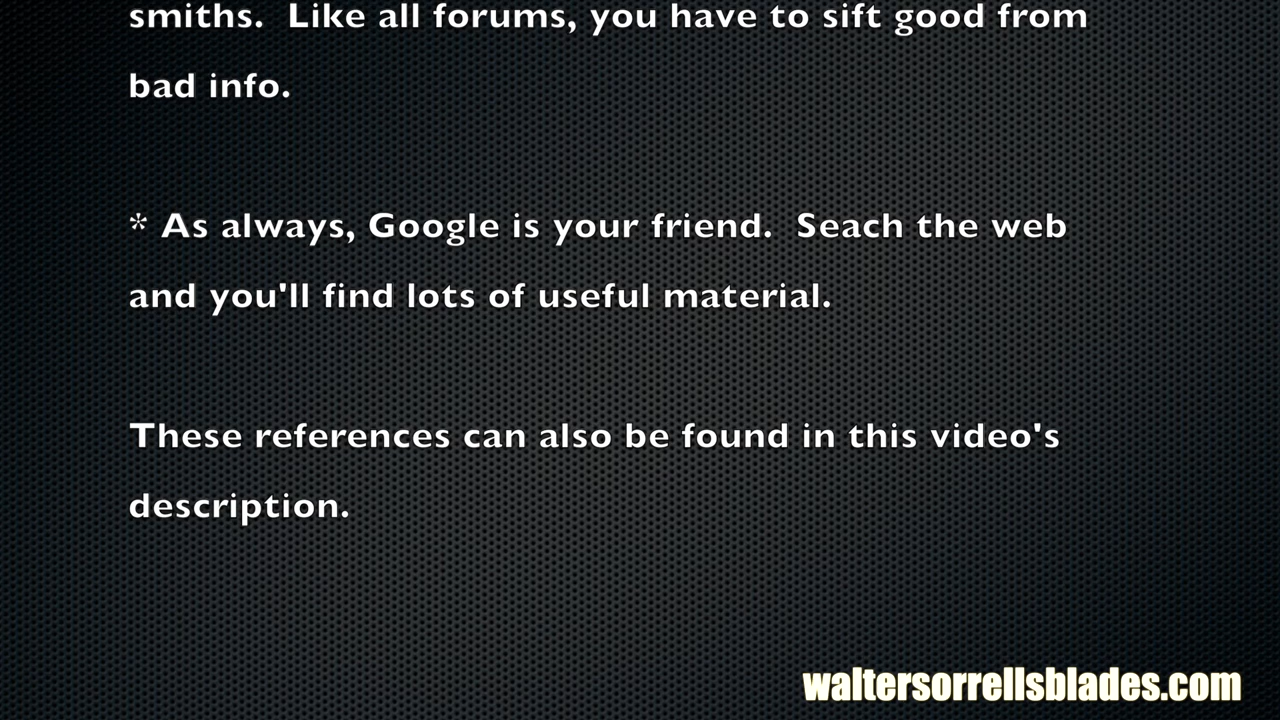 smiths.  Like all forums, you have to sift good from
bad info.
* As always, Google is your friend.  Seach the web
and you'll find lots of useful material.
These references can also be found in this video's
description.
waltersorrellsblades.com